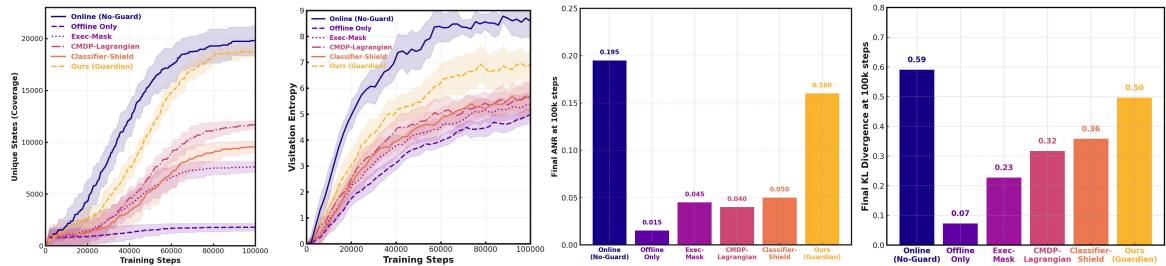 Unique States (Coverage)
20000
15000
10000
5000
0
0
20000
40000
60000
80000
100000
Training Steps
Online (No-Guard)
Offline Only
Exec-Mask
CMDP-Lagrangian
Classifier-Shield
Ours (Guardian)
Visitation Entropy
9
8
7
6
5
4
3
2
1
0
20000
40000
60000
80000
100000
Training Steps
Online (No-Guard)
Offline Only
Exec-Mask
CMDP-Lagrangian
Classifier-Shield
Ours (Guardian)
Final ANR at 100k steps
0.25
0.20
0.15
0.10
0.05
0.00
0.195
0.015
0.045
0.040
0.050
0.160
Online
(No-Guard)
Offline
Only
Exec-
Mask
CMDP-
Lagrangian
Classifier-
Shield
Ours
(Guardian)
Final KL Divergence at 100k steps
0.8
0.7
0.6
0.5
0.4
0.3
0.2
0.1
0.0
0.59
0.07
0.23
0.32
0.36
0.50
Online
(No-Guard)
Offline
Only
Exec-
Mask
CMDP-
Lagrangian
Classifier-
Shield
Ours
(Guardian)